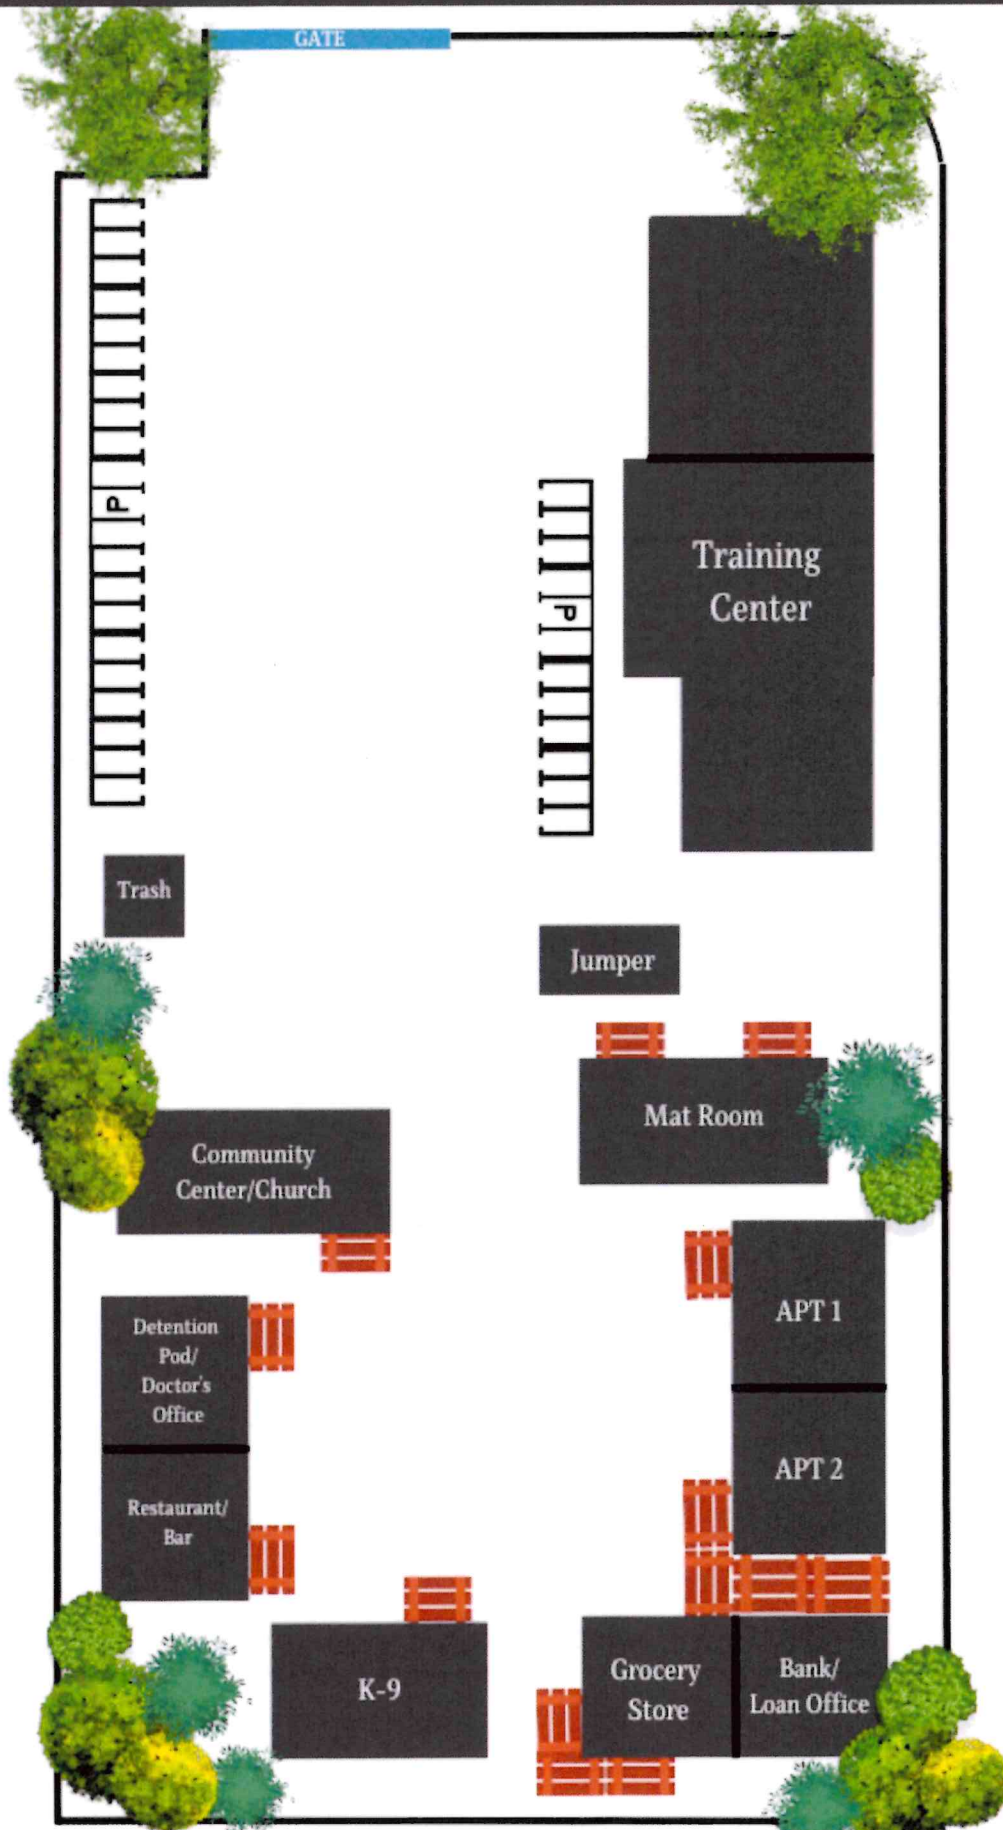 GATE
P
P
Training
Center
Trash
Jumper
Mat Room
Community
Center/Church
APT 1
Detention
Pod/
Doctor's
Office
APT 2
Restaurant/
Bar
K-9
Grocery
Store
Bank/
Loan Office